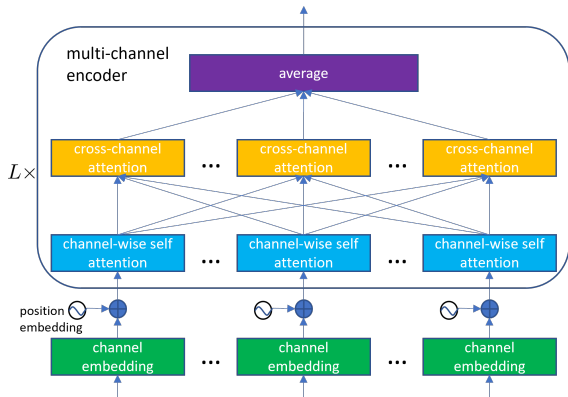 multi-channel
encoder
average
cross-channel
attention
...
cross-channel
attention
...
cross-channel
attention
L×
channel-wise self
attention
...
channel-wise self
attention
...
channel-wise self
attention
position
embedding
channel
embedding
...
channel
embedding
...
channel
embedding